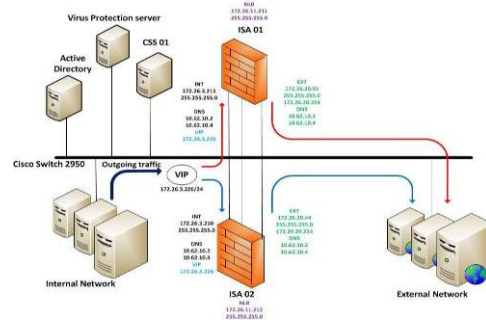 NLB
172.26.11.211
255.255.255.0
ISA 01
Virus Protection server
Active
Directory
CSS 01
INT
172.26.3.213
255.255.255.0
DNS
10.62.10.2
10.62.10.4
VIP
172.26.3.226
EXT
172.26.20.55
255.255.255.0
172.26.20.254
DNS
10.62.10.2
10.62.10.4
Cisco Switch 2950
Outgoing traffic
VIP
172.26.3.226/24
INT
172.26.3.210
255.255.255.0
DNS
10.62.10.2
10.62.10.4
VIP
172.26.3.226
EXT
172.26.20.44
255.255.255.0
172.26.20.254
DNS
10.62.10.2
10.62.10.4
Internal Network
ISA 02
External Network
NLB
172.26.11.212
255.255.255.0